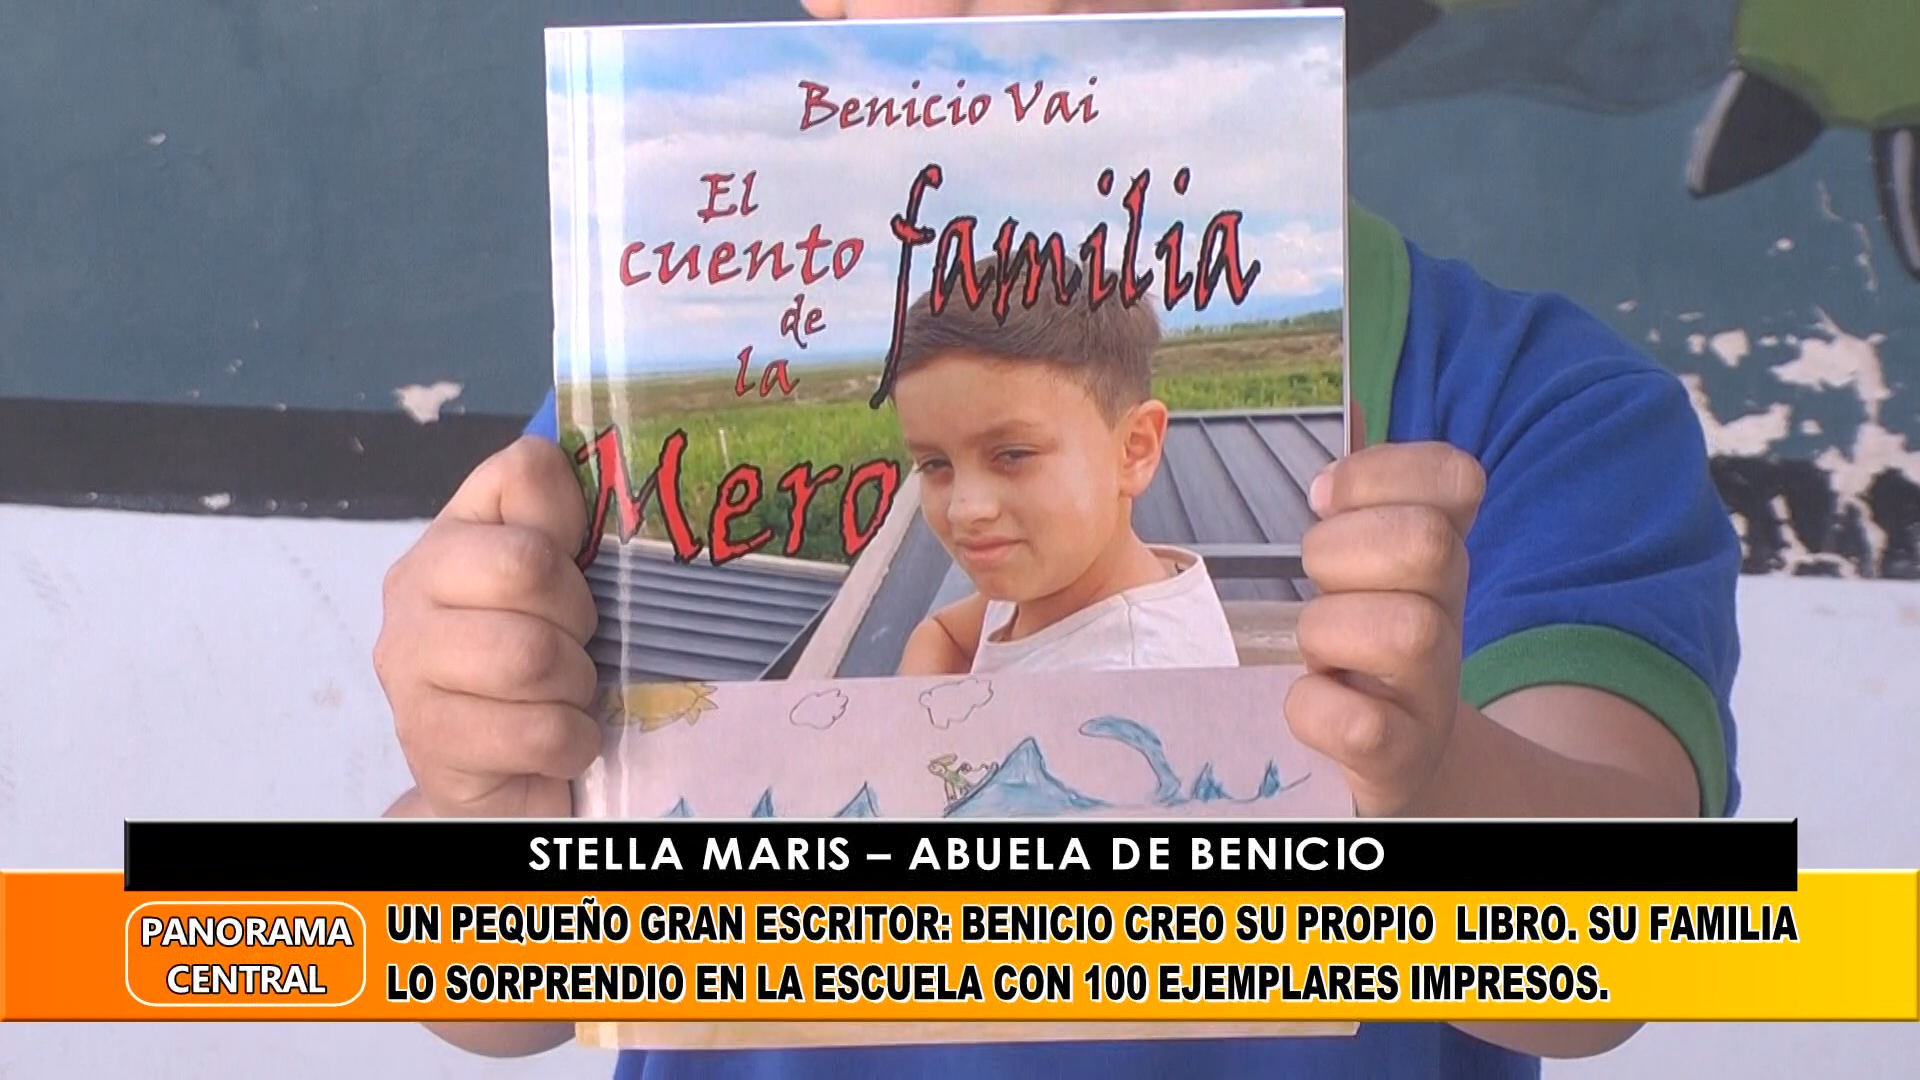 Benicio Vai
El
cuento
de
la
familia
Mero
STELLA MARIS – ABUELA DE BENICIO
PANORAMA
CENTRAL
UN PEQUEÑO GRAN ESCRITOR: BENICIO CREO SU PROPIO LIBRO. SU FAMILIA
LO SORPRENDIO EN LA ESCUELA CON 100 EJEMPLARES IMPRESOS.